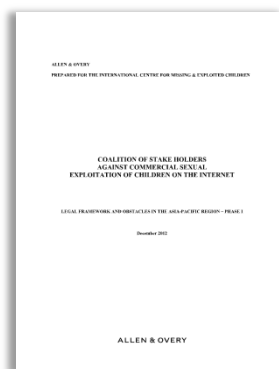 ALLEN & OVERY
PREPARED FOR THE INTERNATIONAL CENTRE FOR MISSING & EXPLOITED CHILDREN
COALITION OF STAKE HOLDERS
AGAINST COMMERCIAL SEXUAL
EXPLOITATION OF CHILDREN ON THE INTERNET
LEGAL FRAMEWORK AND OBSTACLES IN THE ASIA-PACIFIC REGION – PHASE I
December 2012
ALLEN & OVERY